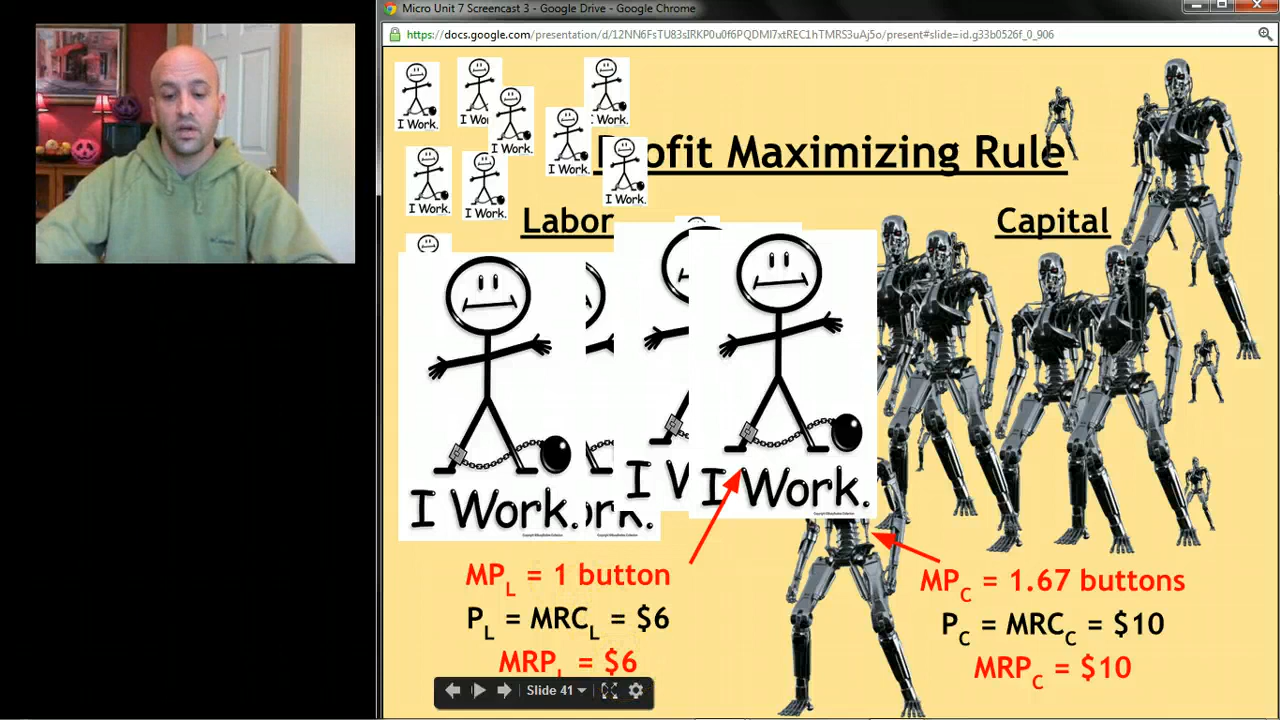 Micro Unit 7 Screencast 3 - Google Drive - Google Chrome
https://docs.google.com/presentation/d/12NN6FsTU83sIRKP0u0f6PQDMI7xtREC1hTMRS3uAj5o/present#slide=id.g33b0526f_0_906
I Work.
I Wo
I Work.
I Work.
I Work.
I Work.
I Work.
I Work.
Profit Maximizing Rule
Labor
Capital
I Work.
ork.
I W
I Work.
MPL = 1 button
PL = MRCL = $6
MRPL = $6
MPC = 1.67 buttons
PC = MRCC = $10
MRPC = $10
Slide 41